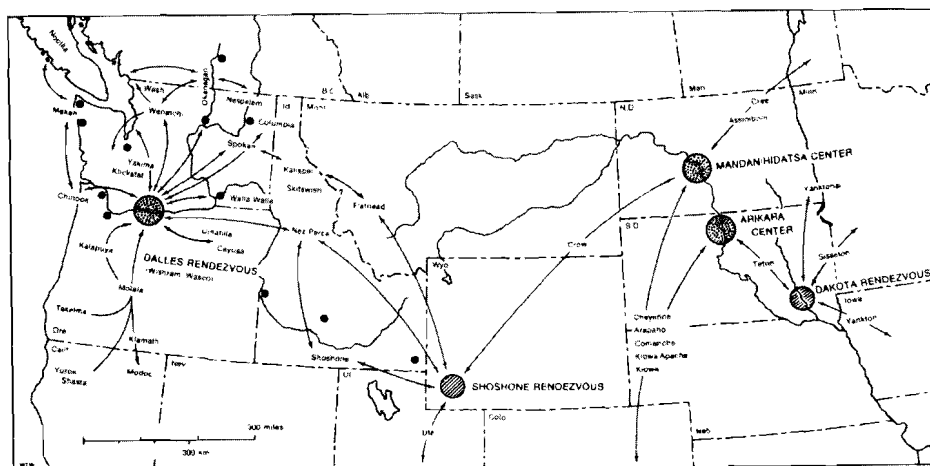 Nootka
Wash
B C
Alb
Sask
Man
Minn
Okanagan
Nespelem
Id
Mont
N.D
Cree
Assiniboin
Makah
Wenatchi
Columbia
Spokan
MANDAN-HIDATSA CENTER
Yakima
Klickatat
Kalispel
Skitswish
Flathead
Yanktonai
Chinook
Walla Walla
S.D
ARIKARA
CENTER
Umatilla
Cayuse
Nez Perce
Crow
Kalapuya
DALLES RENDEZVOUS
(Wishram, Wasco)
Wyo
Teton
Sisseton
Molala
DAKOTA RENDEZVOUS
Iowa
Takelma
Cheyenne
Arapaho
Comanche
Kiowa Apache
Kiowa
Yankton
Ore
Calif
Klamath
Nev
Shoshone
Ut
Yurok
Shasta
Modoc
SHOSHONE RENDEZVOUS
Colo
Neb
Ute
300 miles
300 km